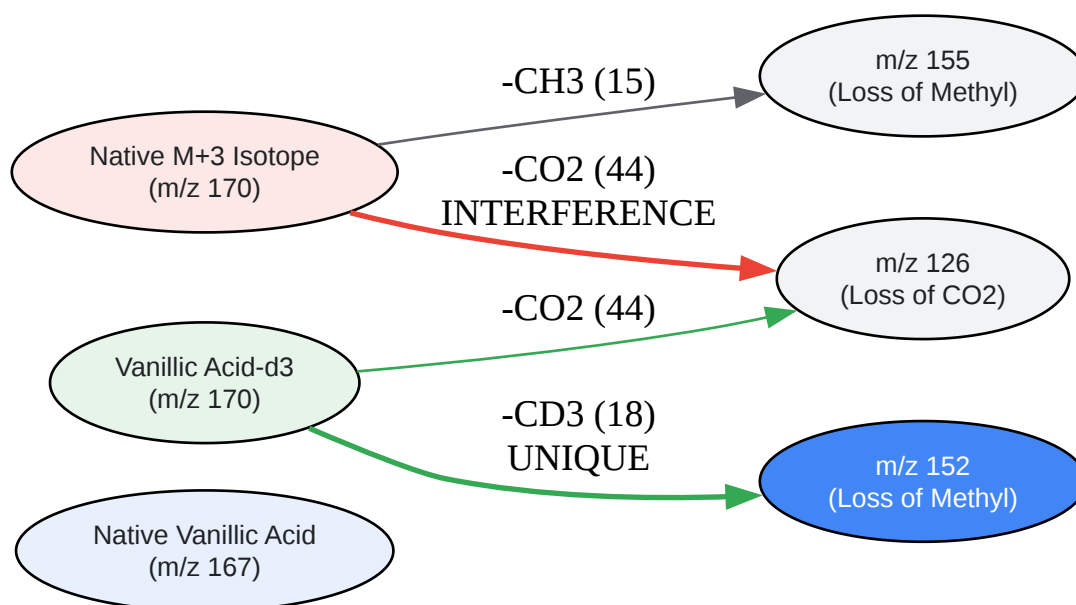 m/z 155
(Loss of Methyl)
-CH3 (15)
Native M+3 Isotope
(m/z 170)
-CO2 (44)
INTERFERENCE
m/z 126
(Loss of CO2)
-CO2 (44)
Vanillic Acid-d3
(m/z 170)
-CD3 (18)
UNIQUE
m/z 152
(Loss of Methyl)
Native Vanillic Acid
(m/z 167)